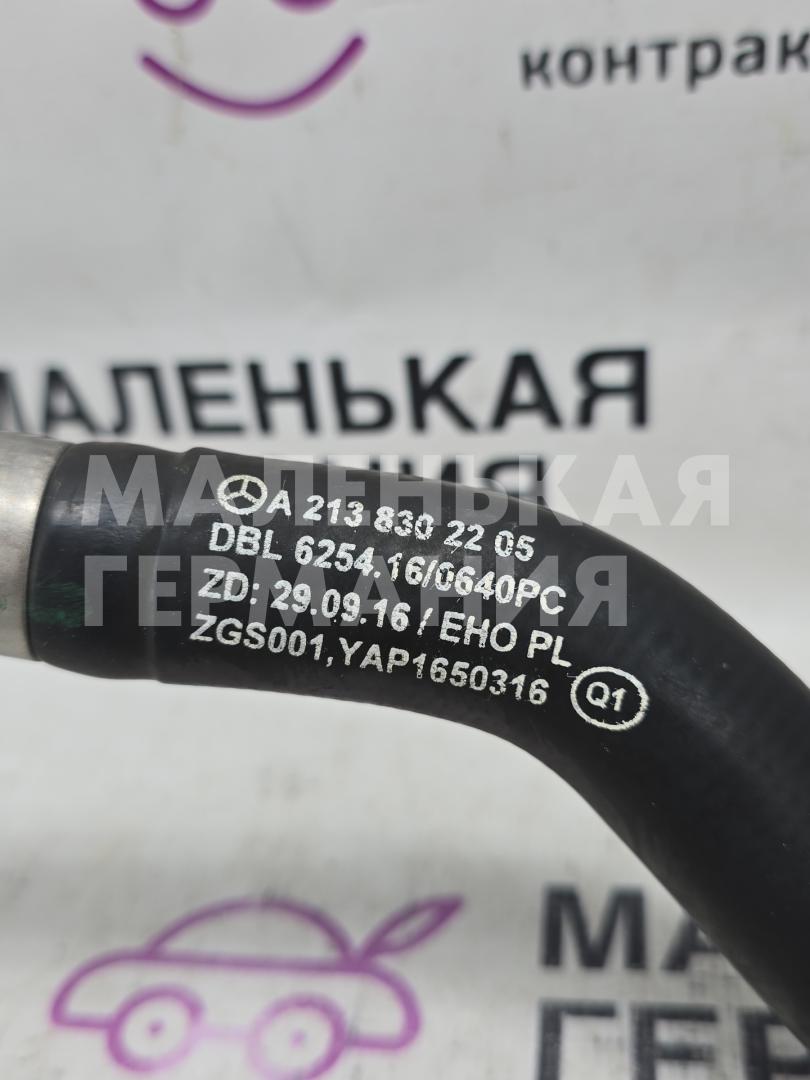 контрак
МАЛЕНЬКАЯ
МАЛЕНЬКАЯ
ГЕРМАНИЯ
A 213 830 22 05
DBL 6254.16/0640PC
ZD: 29.09.16 / EHO PL
ZGS001,YAP1650316 Q1
МА
ГЕР